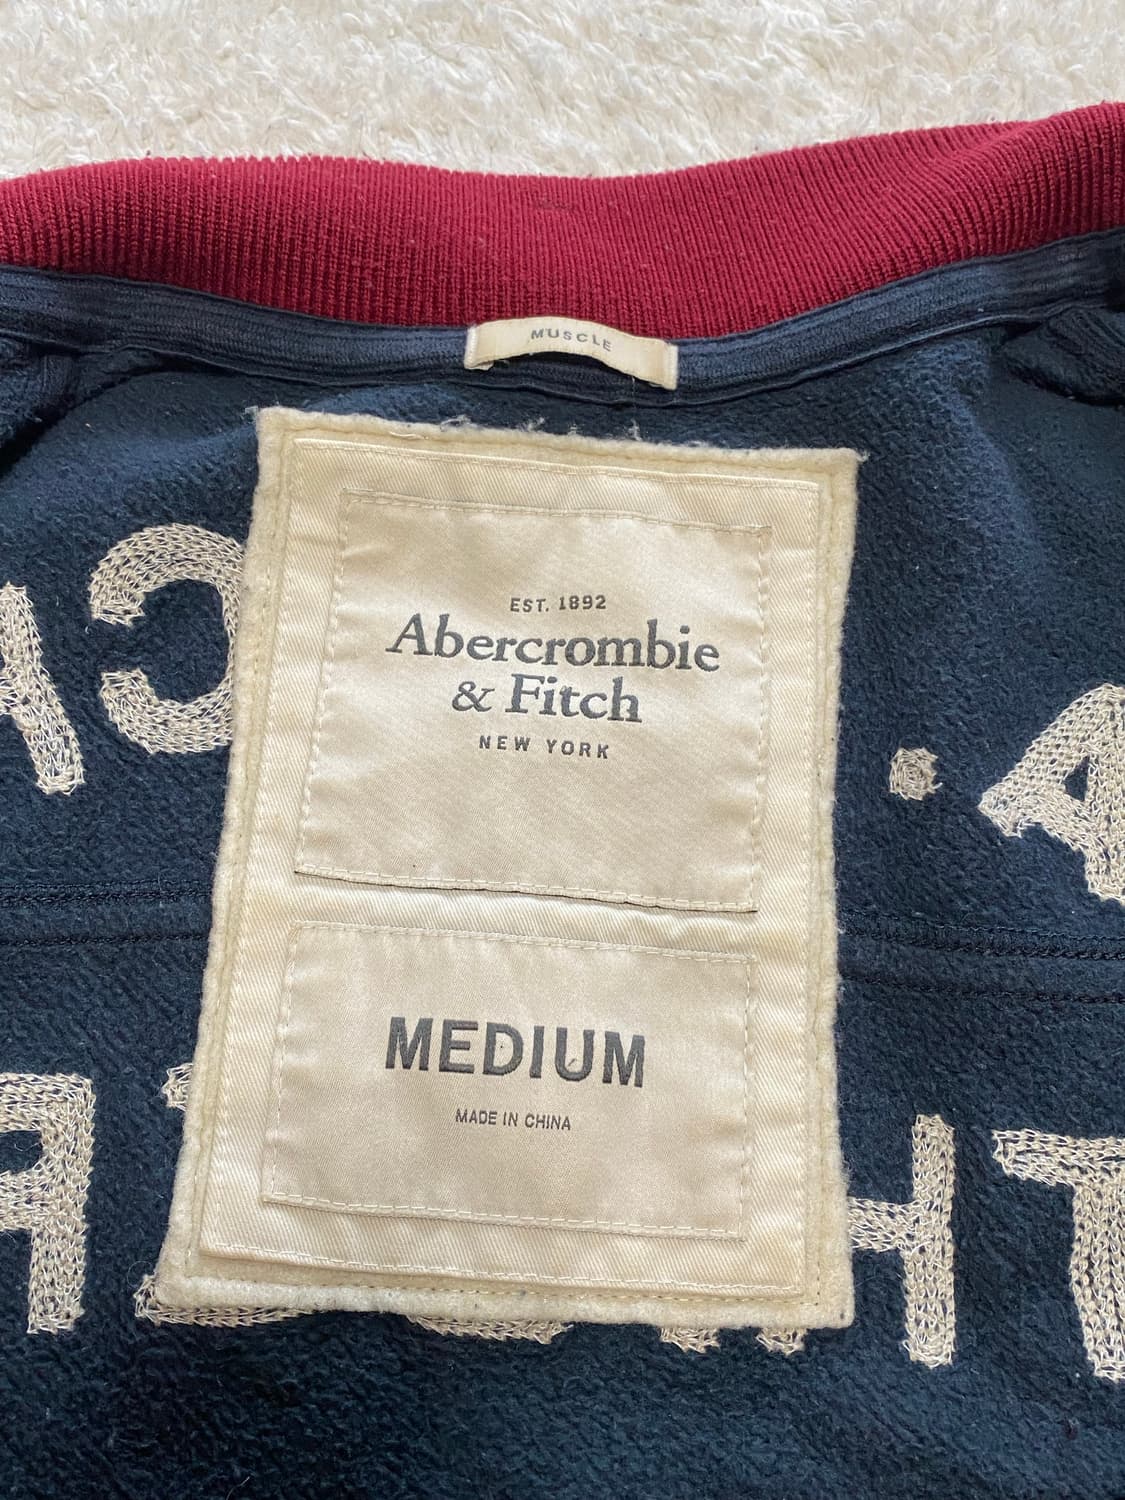 MUSCLE
EST. 1892
Abercrombie
& Fitch
NEW YORK
MEDIUM
MADE IN CHINA